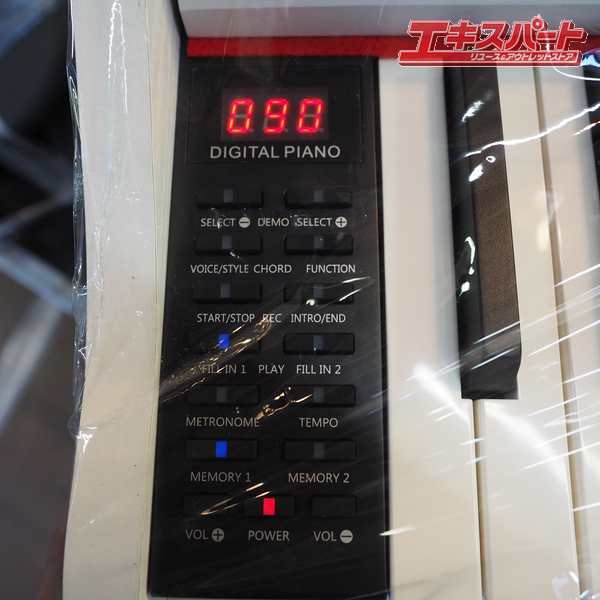 エキスパート
リユース&アウトレットストア
090
DIGITAL PIANO
SELECT - DEMO SELECT +
VOICE/STYLE CHORD FUNCTION
START/STOP REC INTRO/END
FILL IN 1 PLAY FILL IN 2
METRONOME TEMPO
MEMORY 1 MEMORY 2
VOL + POWER VOL -